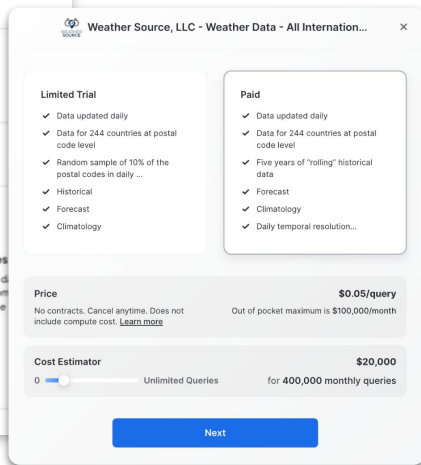 WEATHER
SOURCE
Weather Source, LLC - Weather Data - All Internation...
Limited Trial
✓ Data updated daily
✓ Data for 244 countries at postal
code level
✓ Random sample of 10% of the
postal codes in daily ...
✓ Historical
✓ Forecast
✓ Climatology
Paid
✓ Data updated daily
✓ Data for 244 countries at postal
code level
✓ Five years of "rolling" historical
data
✓ Forecast
✓ Climatology
✓ Daily temporal resolution...
Price
No contracts. Cancel anytime. Does not
include compute cost. Learn more
$0.05/query
Out of pocket maximum is $100,000/month
Cost Estimator
0 Unlimited Queries
$20,000
for 400,000 monthly queries
Next